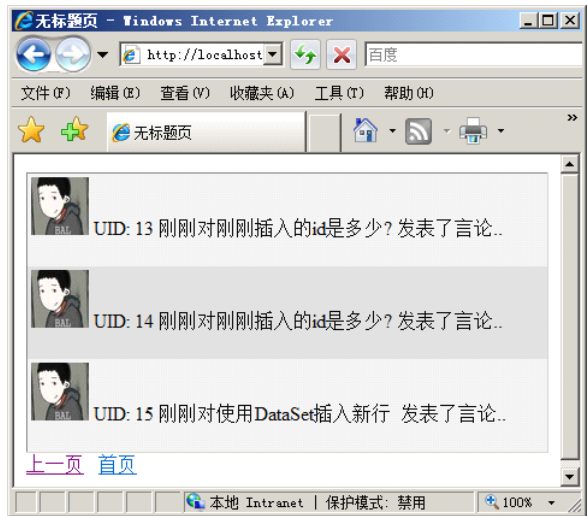 无标题页 - Windows Internet Explorer
http://localhost 百度
文件(F) 编辑(E) 查看(V) 收藏夹(A) 工具(T) 帮助(H)
无标题页 »
UID: 13 刚刚对刚刚插入的id是多少? 发表了言论..
UID: 14 刚刚对刚刚插入的id是多少? 发表了言论..
UID: 15 刚刚对使用DataSet插入新行 发表了言论..
上一页 首页
本地 Intranet | 保护模式: 禁用 100%